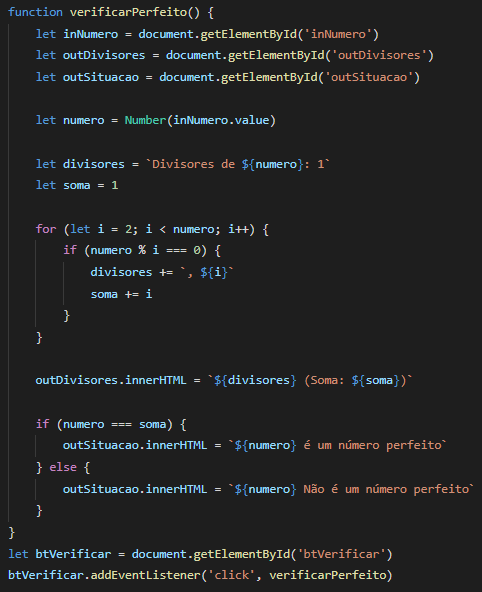 function verificarPerfeito() {
    let inNumero = document.getElementById('inNumero')
    let outDivisores = document.getElementById('outDivisores')
    let outSituacao = document.getElementById('outSituacao')

    let numero = Number(inNumero.value)

    let divisores = `Divisores de ${numero}: 1`
    let soma = 1

    for (let i = 2; i < numero; i++) {
        if (numero % i === 0) {
            divisores += `, ${i}`
            soma += i
        }
    }

    outDivisores.innerHTML = `${divisores} (Soma: ${soma})`

    if (numero === soma) {
        outSituacao.innerHTML = `${numero} é um número perfeito`
    } else {
        outSituacao.innerHTML = `${numero} Não é um número perfeito`
    }
}
let btVerificar = document.getElementById('btVerificar')
btVerificar.addEventListener('click', verificarPerfeito)